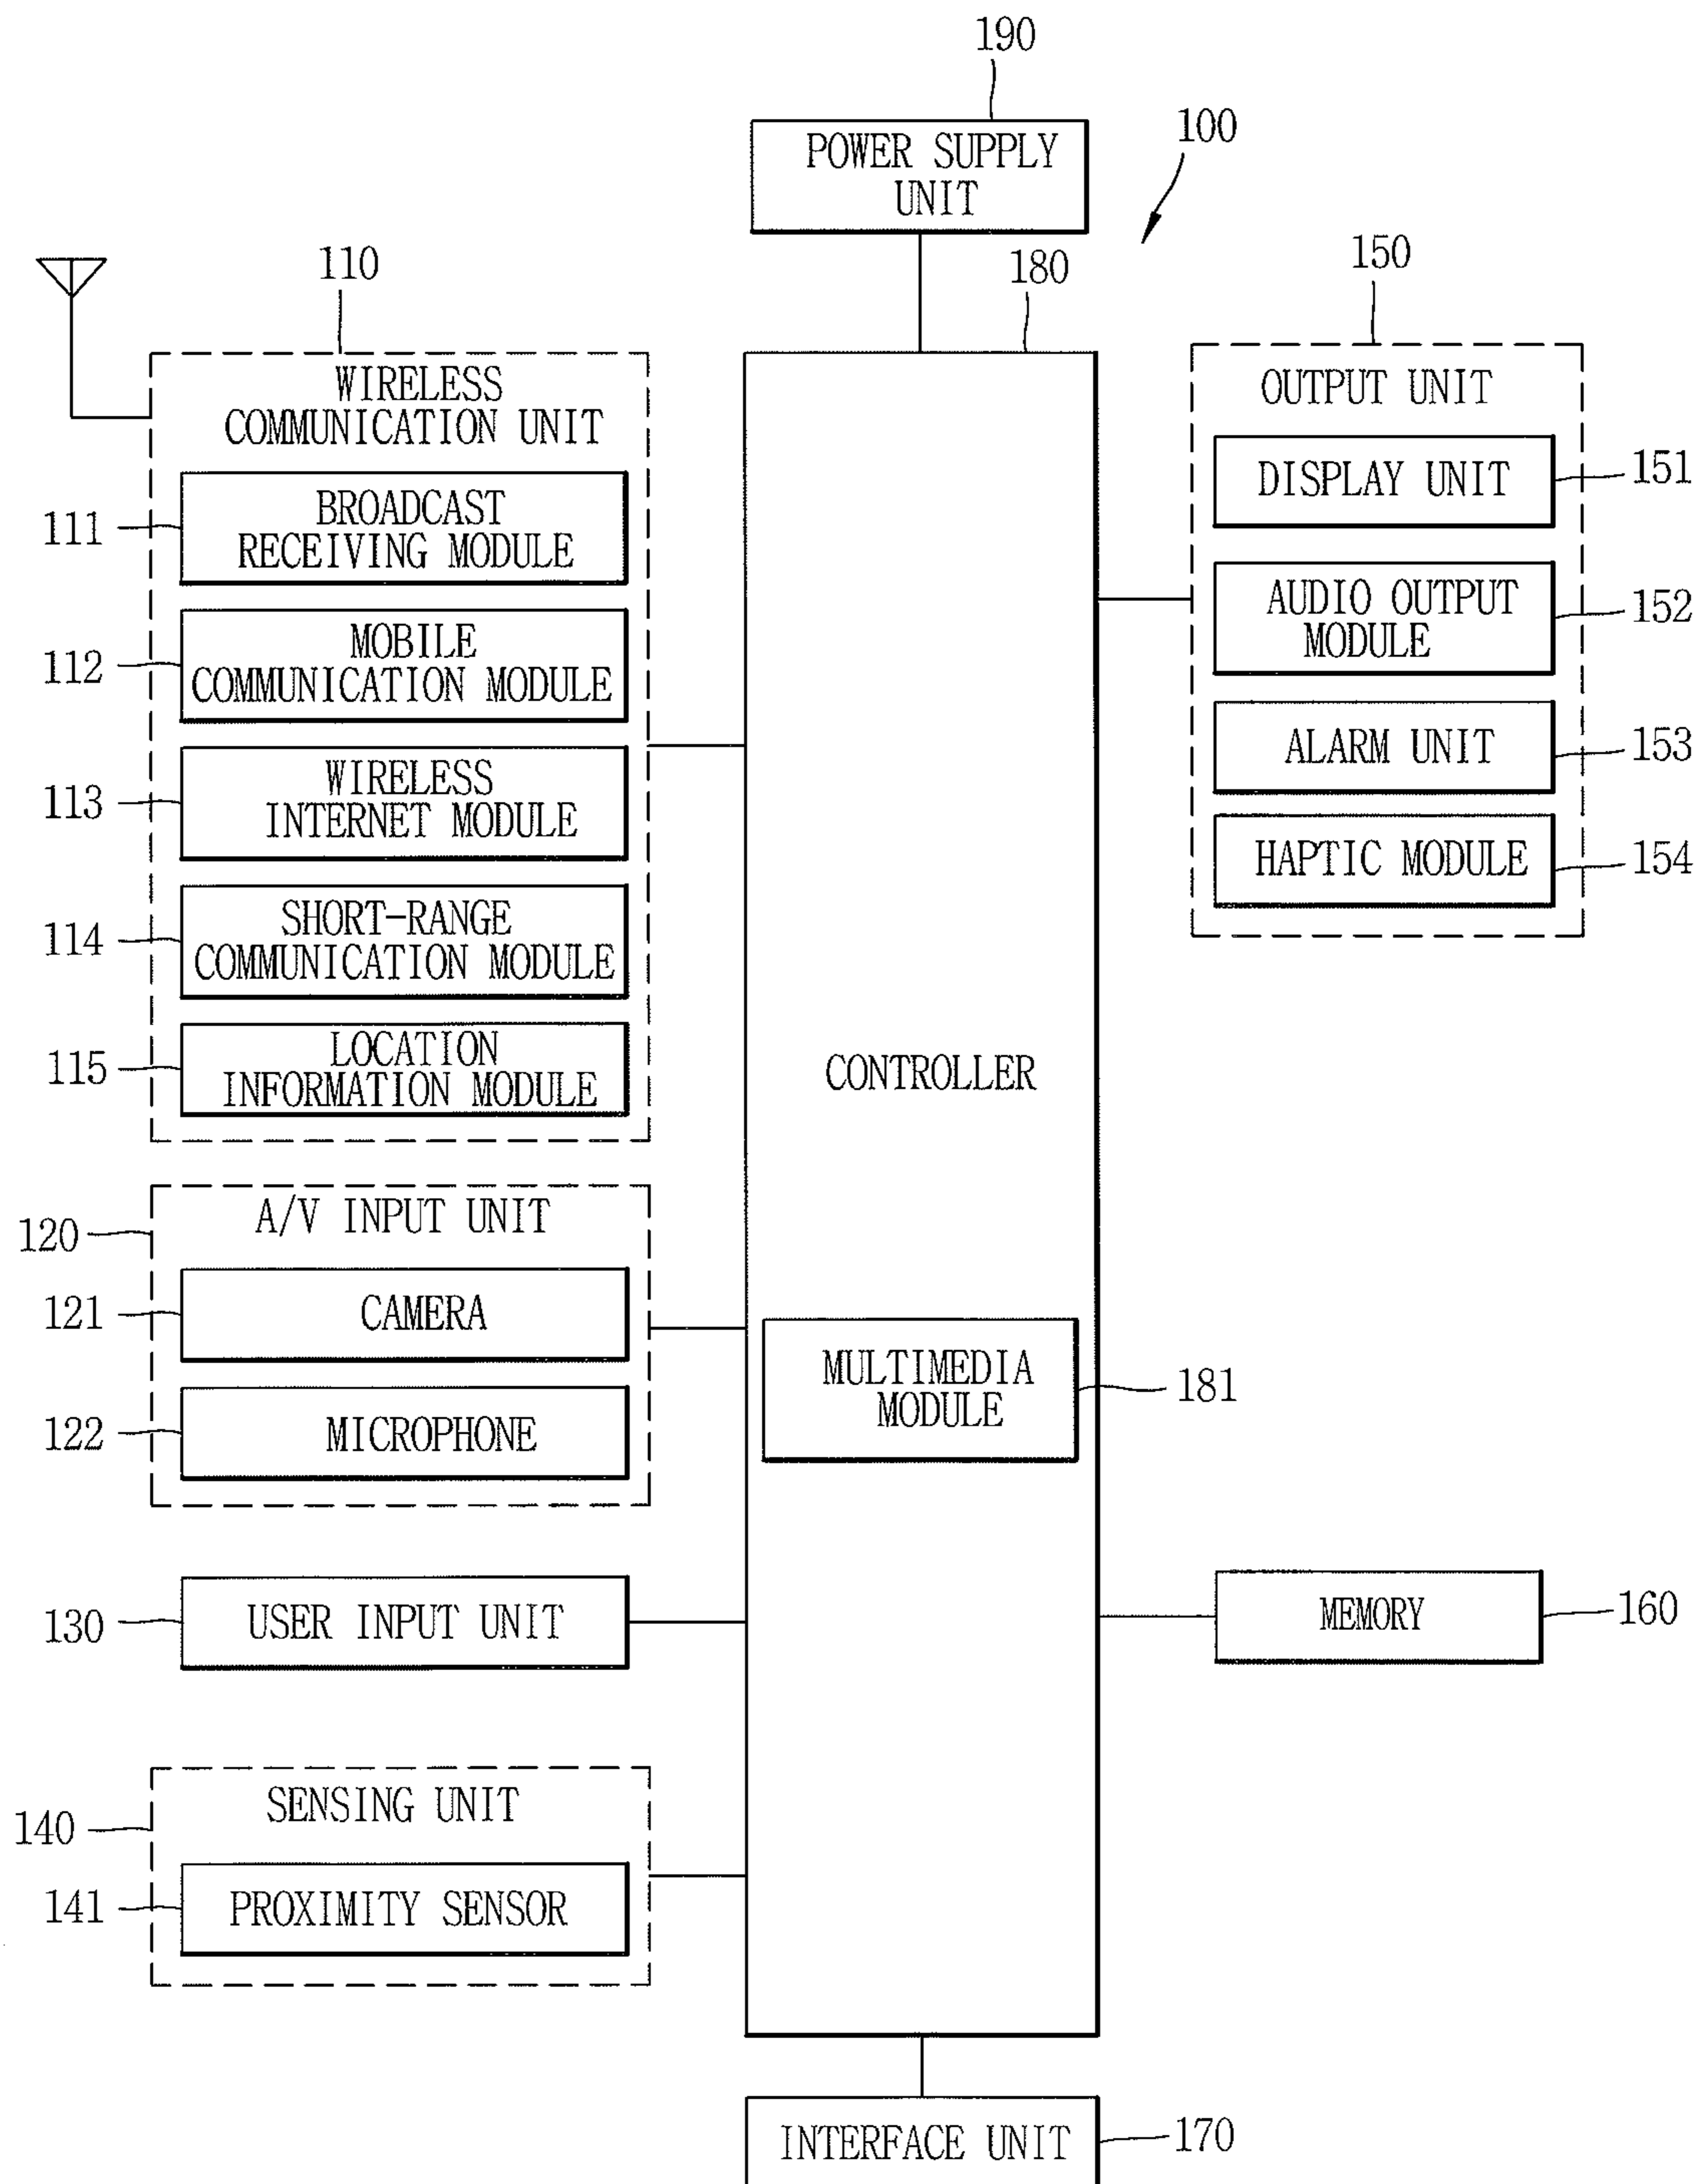 190
POWER SUPPLY
UNIT
100
110
180
150
WIRELESS
COMMUNICATION UNIT
111
BROADCAST
RECEIVING MODULE
112
MOBILE
COMMUNICATION MODULE
113
WIRELESS
INTERNET MODULE
114
SHORT-RANGE
COMMUNICATION MODULE
115
LOCATION
INFORMATION MODULE
120
A/V INPUT UNIT
121
CAMERA
122
MICROPHONE
130
USER INPUT UNIT
140
SENSING UNIT
141
PROXIMITY SENSOR
CONTROLLER
MULTIMEDIA
MODULE
181
OUTPUT UNIT
DISPLAY UNIT
151
AUDIO OUTPUT
MODULE
152
ALARM UNIT
153
HAPTIC MODULE
154
MEMORY
160
INTERFACE UNIT
170